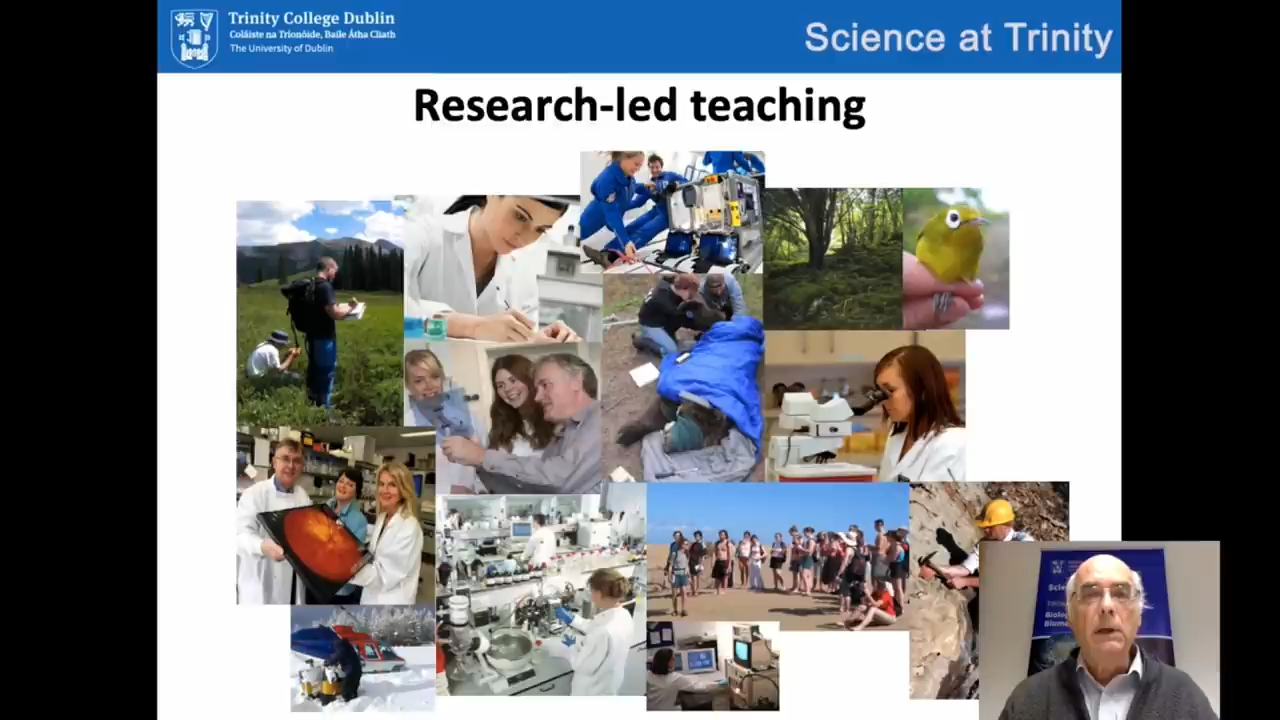 Trinity College Dublin
Coláiste na Tríonóide, Baile Átha Cliath
The University of Dublin
Science at Trinity
Research-led teaching